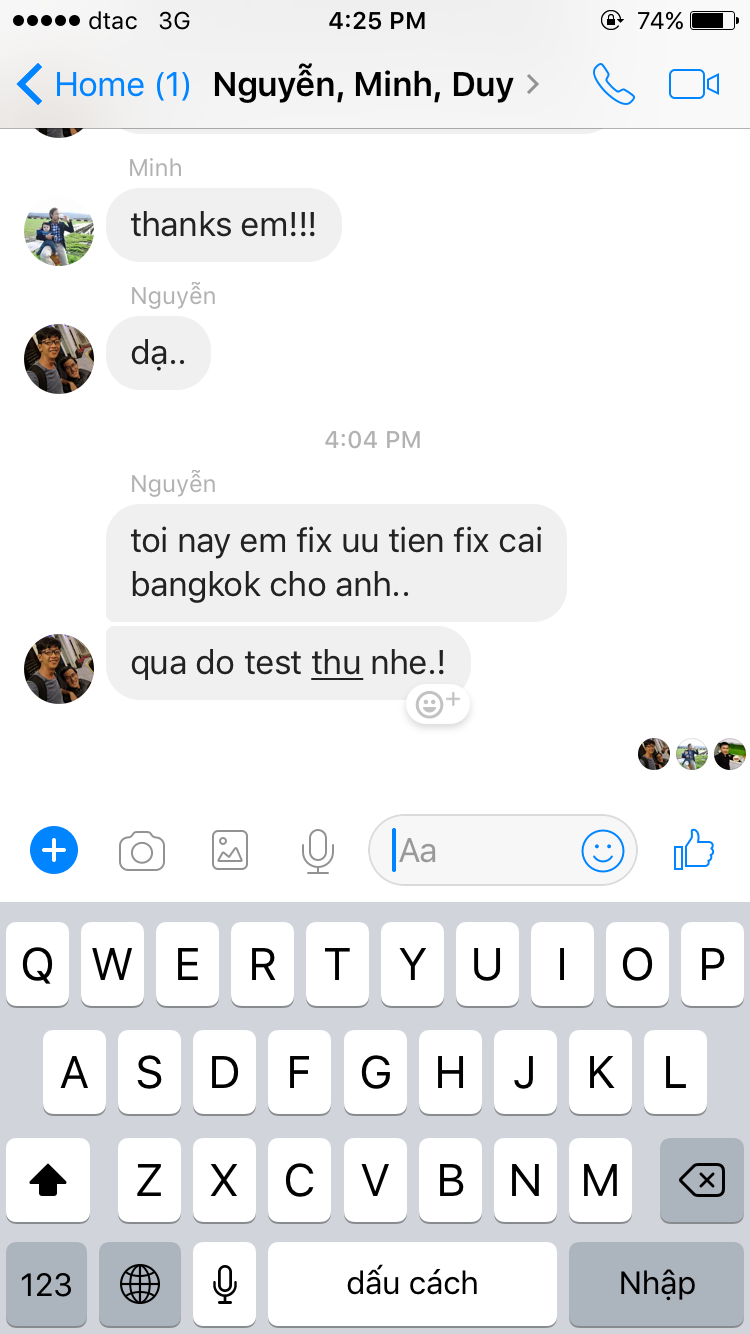 dtac 3G 4:25 PM 74%
Home (1) Nguyễn, Minh, Duy
Minh
thanks em!!!
Nguyễn
dạ..
4:04 PM
Nguyễn
toi nay em fix uu tien fix cai
bangkok cho anh..
qua do test thu nhe.!
Aa
Q W E R T Y U I O P
A S D F G H J K L
Z X C V B N M
123 dấu cách Nhập